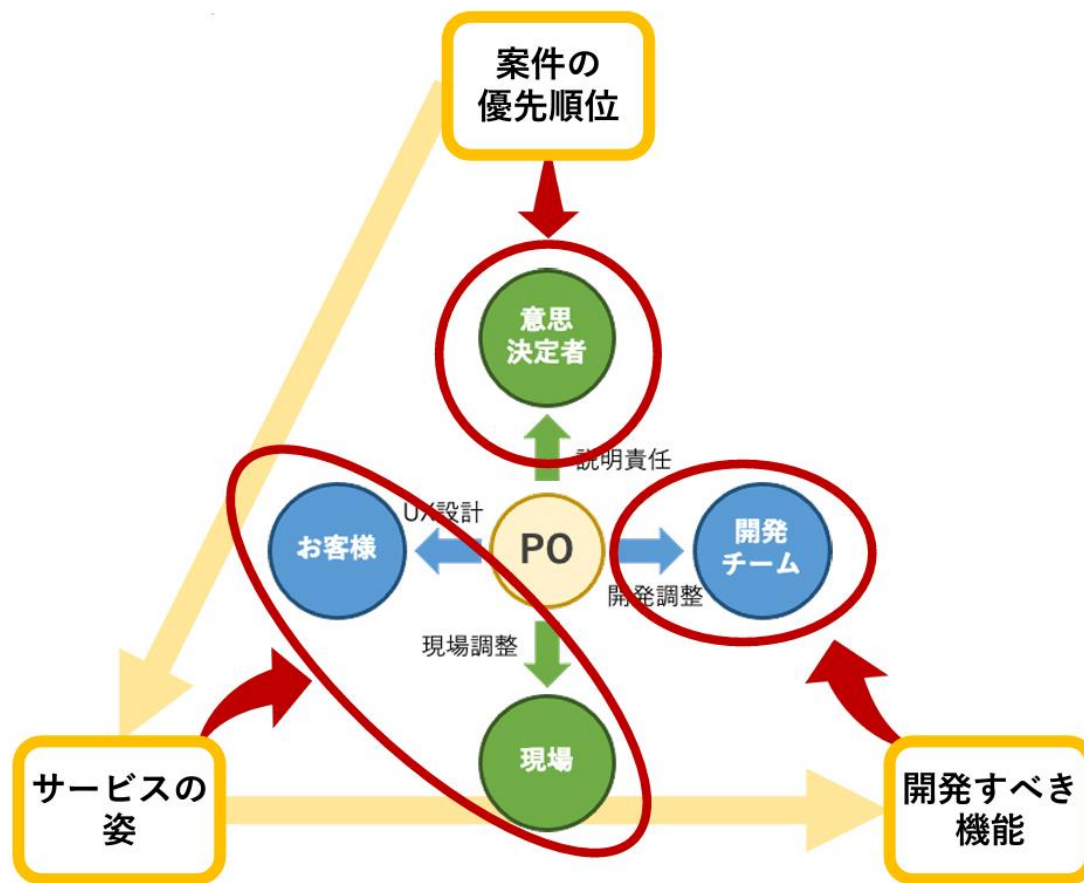 案件の
優先順位
意思
決定者
説明責任
UX設計
お客様
PO
開発
チーム
開発調整
現場調整
現場
サービスの
姿
開発すべき
機能